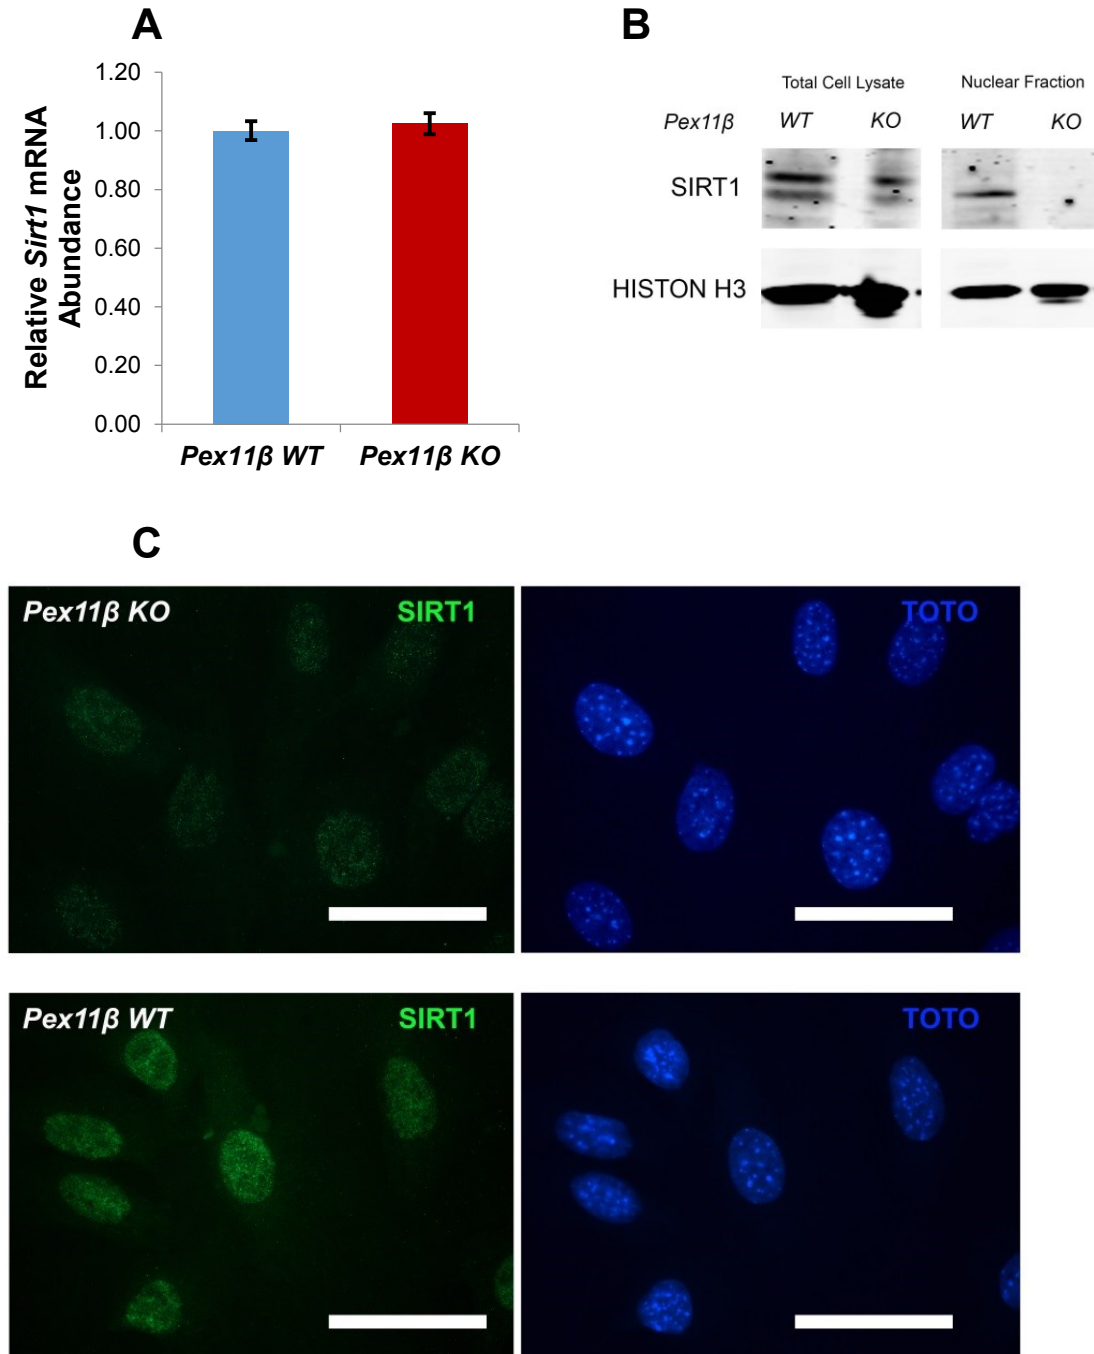 A
1.20
1.00
0.80
0.60
0.40
0.20
0.00
Relative Sirt1 mRNA
Abundance
Pex11β WT
Pex11β KO
B
Total Cell Lysate
Nuclear Fraction
Pex11β
WT
KO
WT
KO
SIRT1
HISTON H3
C
Pex11β KO
SIRT1
TOTO
Pex11β WT
SIRT1
TOTO